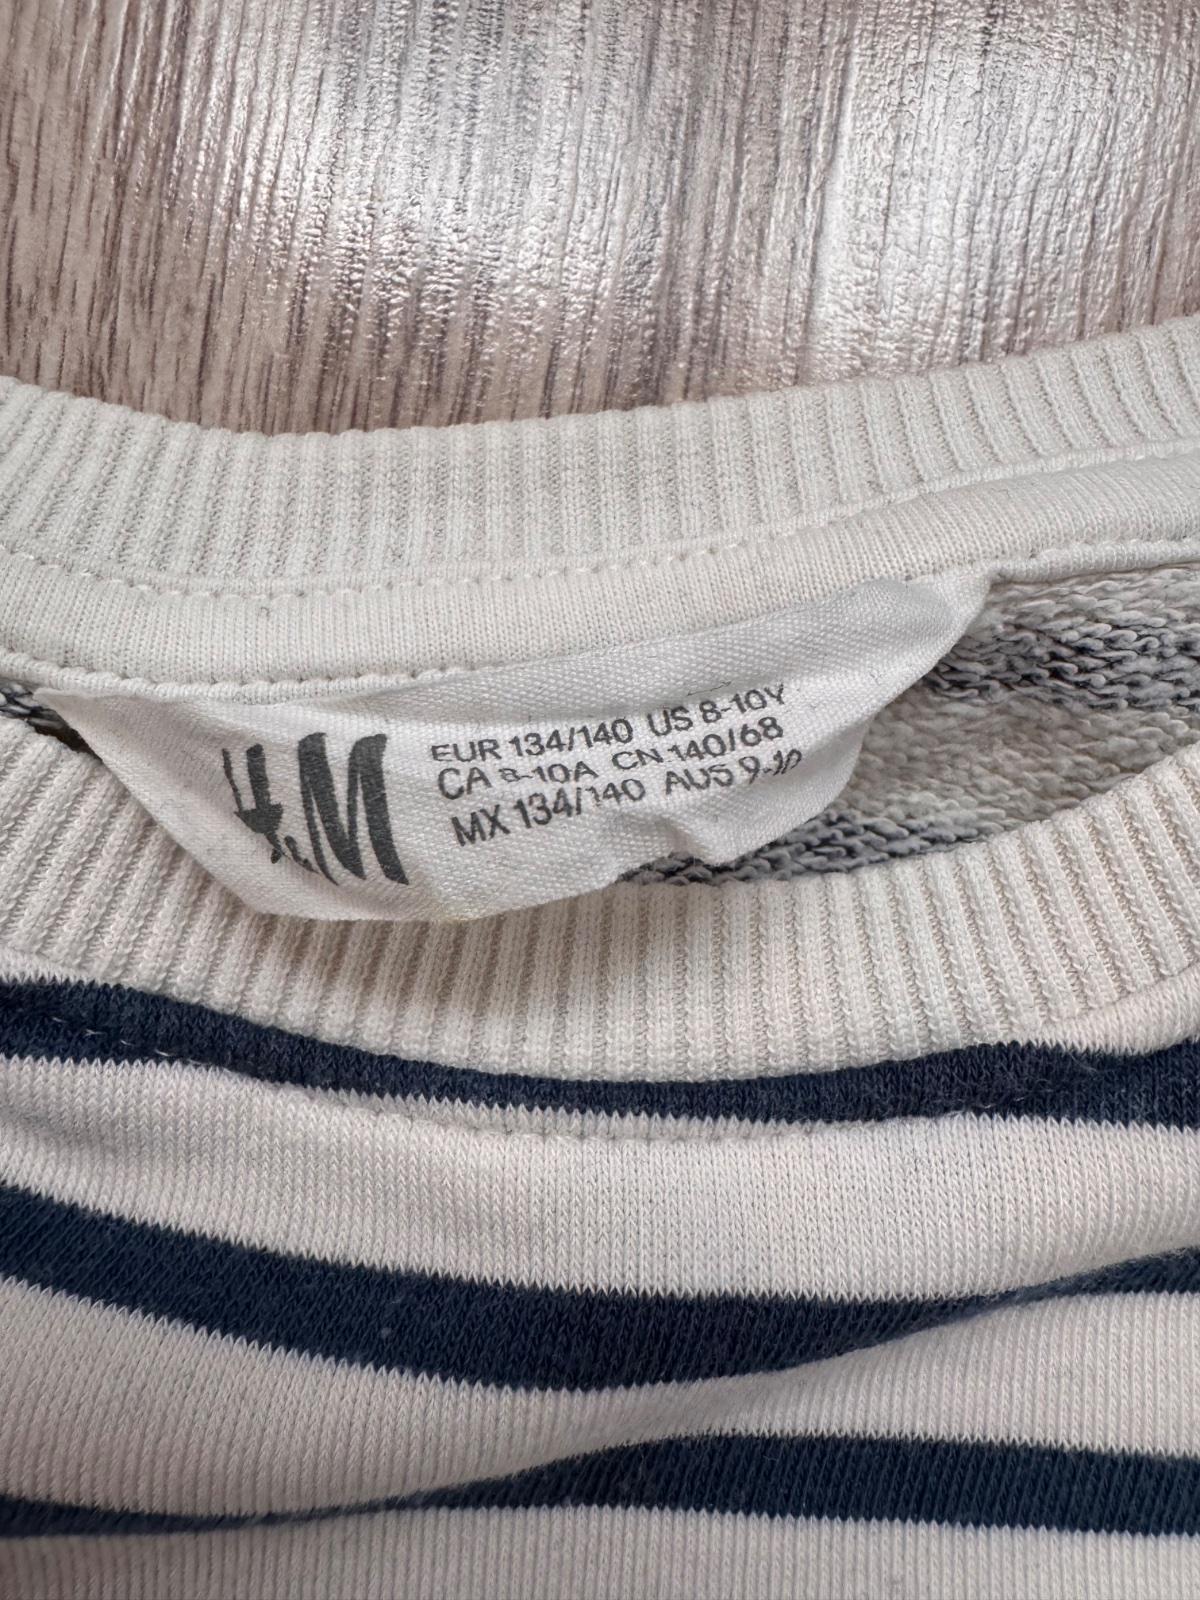 H&M
EUR 134/140 US 8-10Y
CA 8-10A CN 140/68
MX 134/140 AUS 9-10